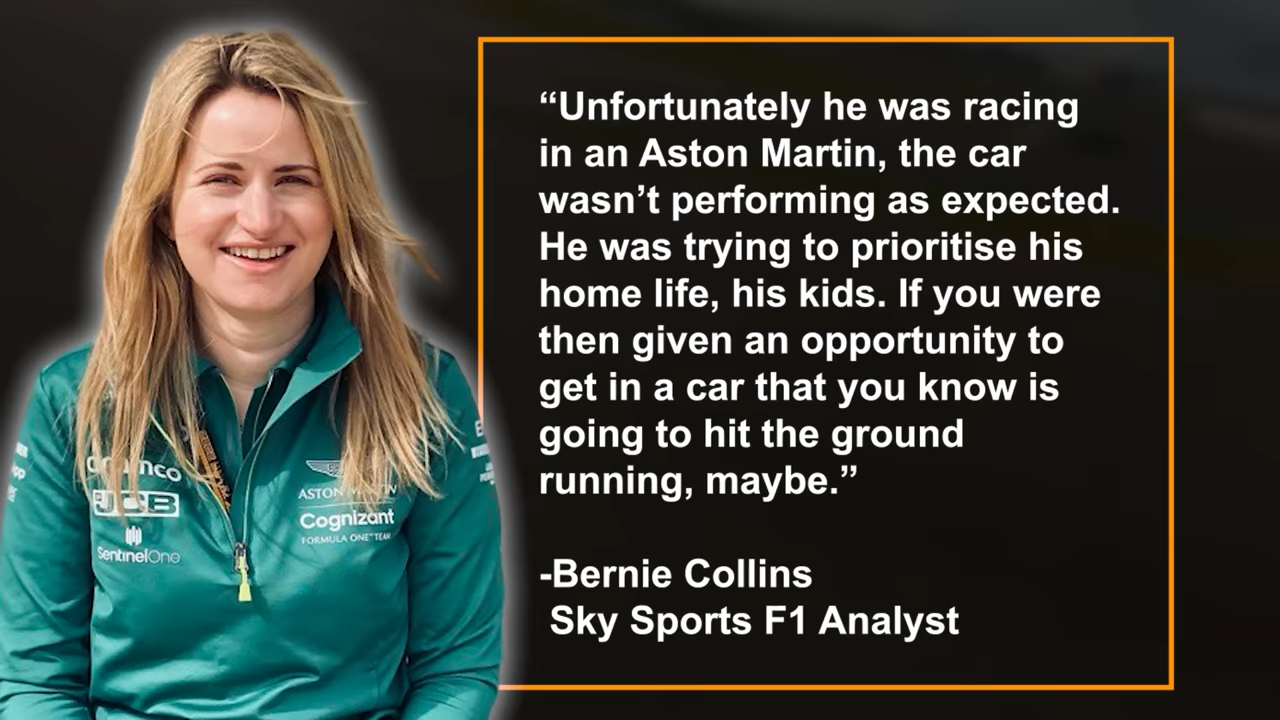 “Unfortunately he was racing
in an Aston Martin, the car
wasn’t performing as expected.
He was trying to prioritise his
home life, his kids. If you were
then given an opportunity to
get in a car that you know is
going to hit the ground
running, maybe.”
-Bernie Collins
Sky Sports F1 Analyst
JCB
SentinelOne
Cognizant
FORMULA ONE™ TEAM